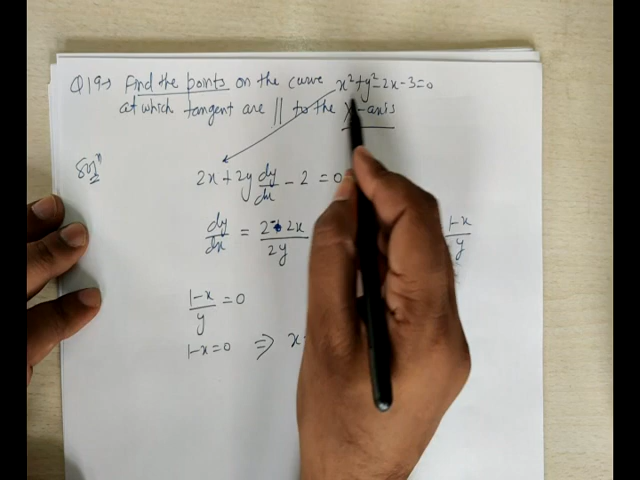 Q19→ Find the points on the curve x²+y²-2x-3=0
at which tangent are || to the x-axis
Solⁿ
2x + 2y dy/dx - 2 = 0
dy/dx = 2-2x/2y 1-x/y
1-x/y = 0
1-x=0 ⇒ x